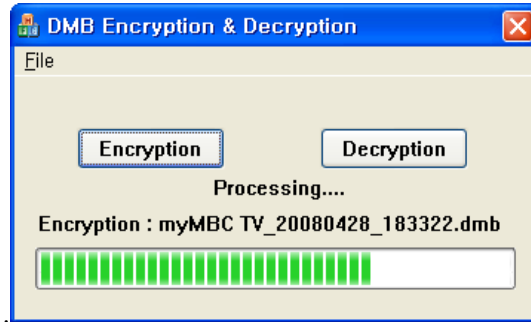 DMB Encryption & Decryption
File
Encryption Decryption
Processing....
Encryption : myMBC TV_20080428_183322.dmb